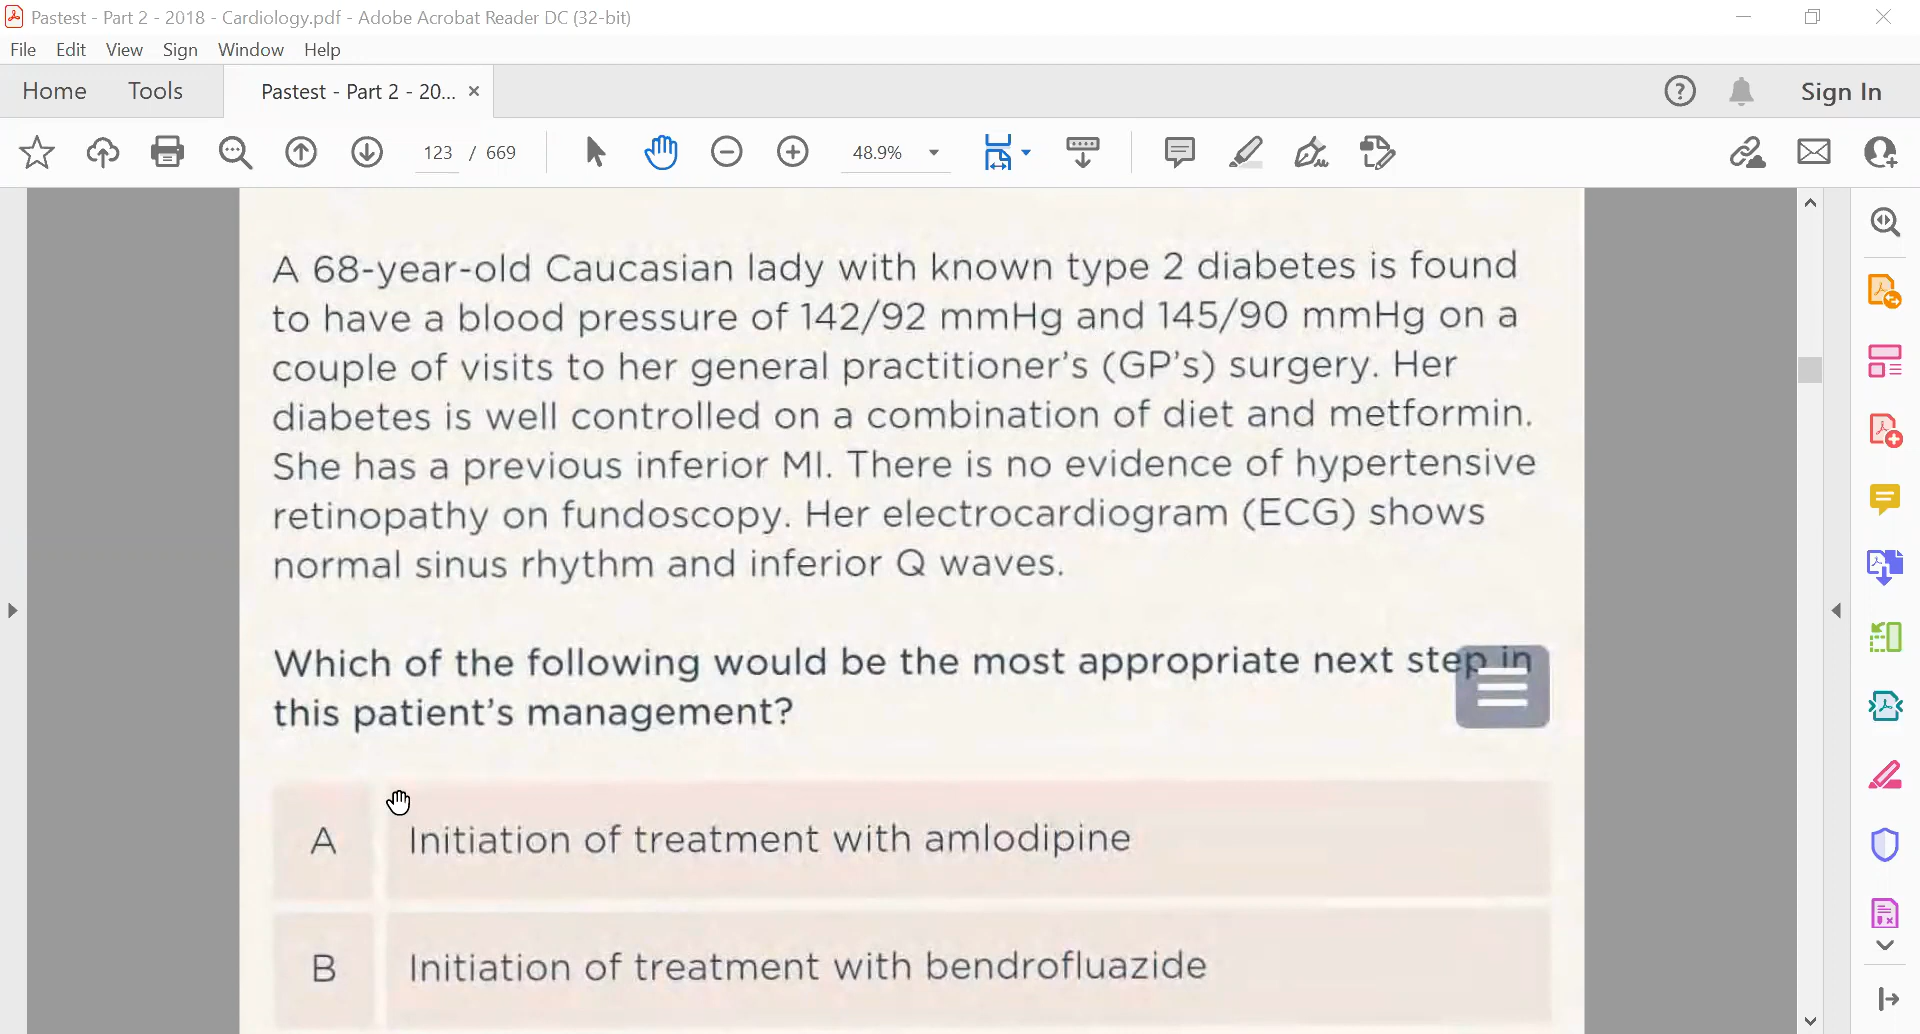 Pastest - Part 2 - 2018 - Cardiology.pdf - Adobe Acrobat Reader DC (32-bit)
File Edit View Sign Window Help
Home Tools Pastest - Part 2 - 20... × Sign In
123 / 669 48.9%
A 68-year-old Caucasian lady with known type 2 diabetes is found
to have a blood pressure of 142/92 mmHg and 145/90 mmHg on a
couple of visits to her general practitioner's (GP's) surgery. Her
diabetes is well controlled on a combination of diet and metformin.
She has a previous inferior MI. There is no evidence of hypertensive
retinopathy on fundoscopy. Her electrocardiogram (ECG) shows
normal sinus rhythm and inferior Q waves.
Which of the following would be the most appropriate next step in
this patient's management?
A Initiation of treatment with amlodipine
B Initiation of treatment with bendrofluazide